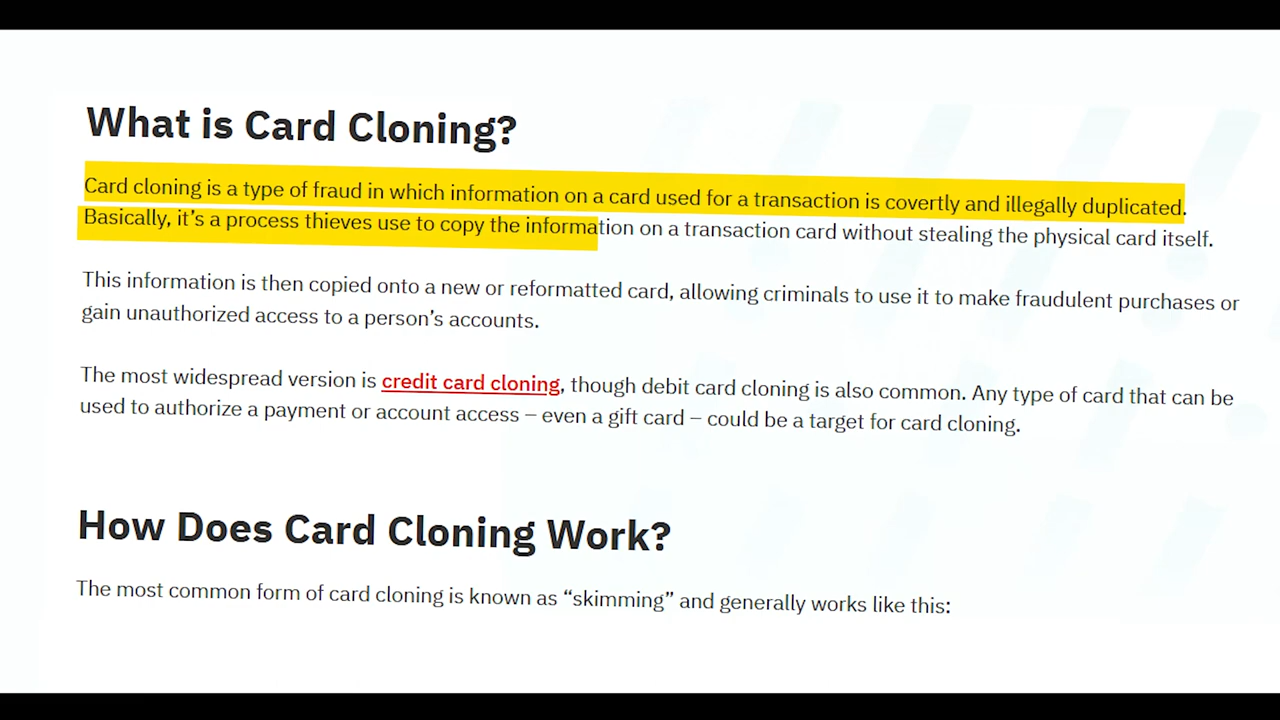 What is Card Cloning?
Card cloning is a type of fraud in which information on a card used for a transaction is covertly and illegally duplicated.
Basically, it's a process thieves use to copy the information on a transaction card without stealing the physical card itself.
This information is then copied onto a new or reformatted card, allowing criminals to use it to make fraudulent purchases or
gain unauthorized access to a person's accounts.
The most widespread version is credit card cloning, though debit card cloning is also common. Any type of card that can be
used to authorize a payment or account access – even a gift card – could be a target for card cloning.
How Does Card Cloning Work?
The most common form of card cloning is known as “skimming” and generally works like this: